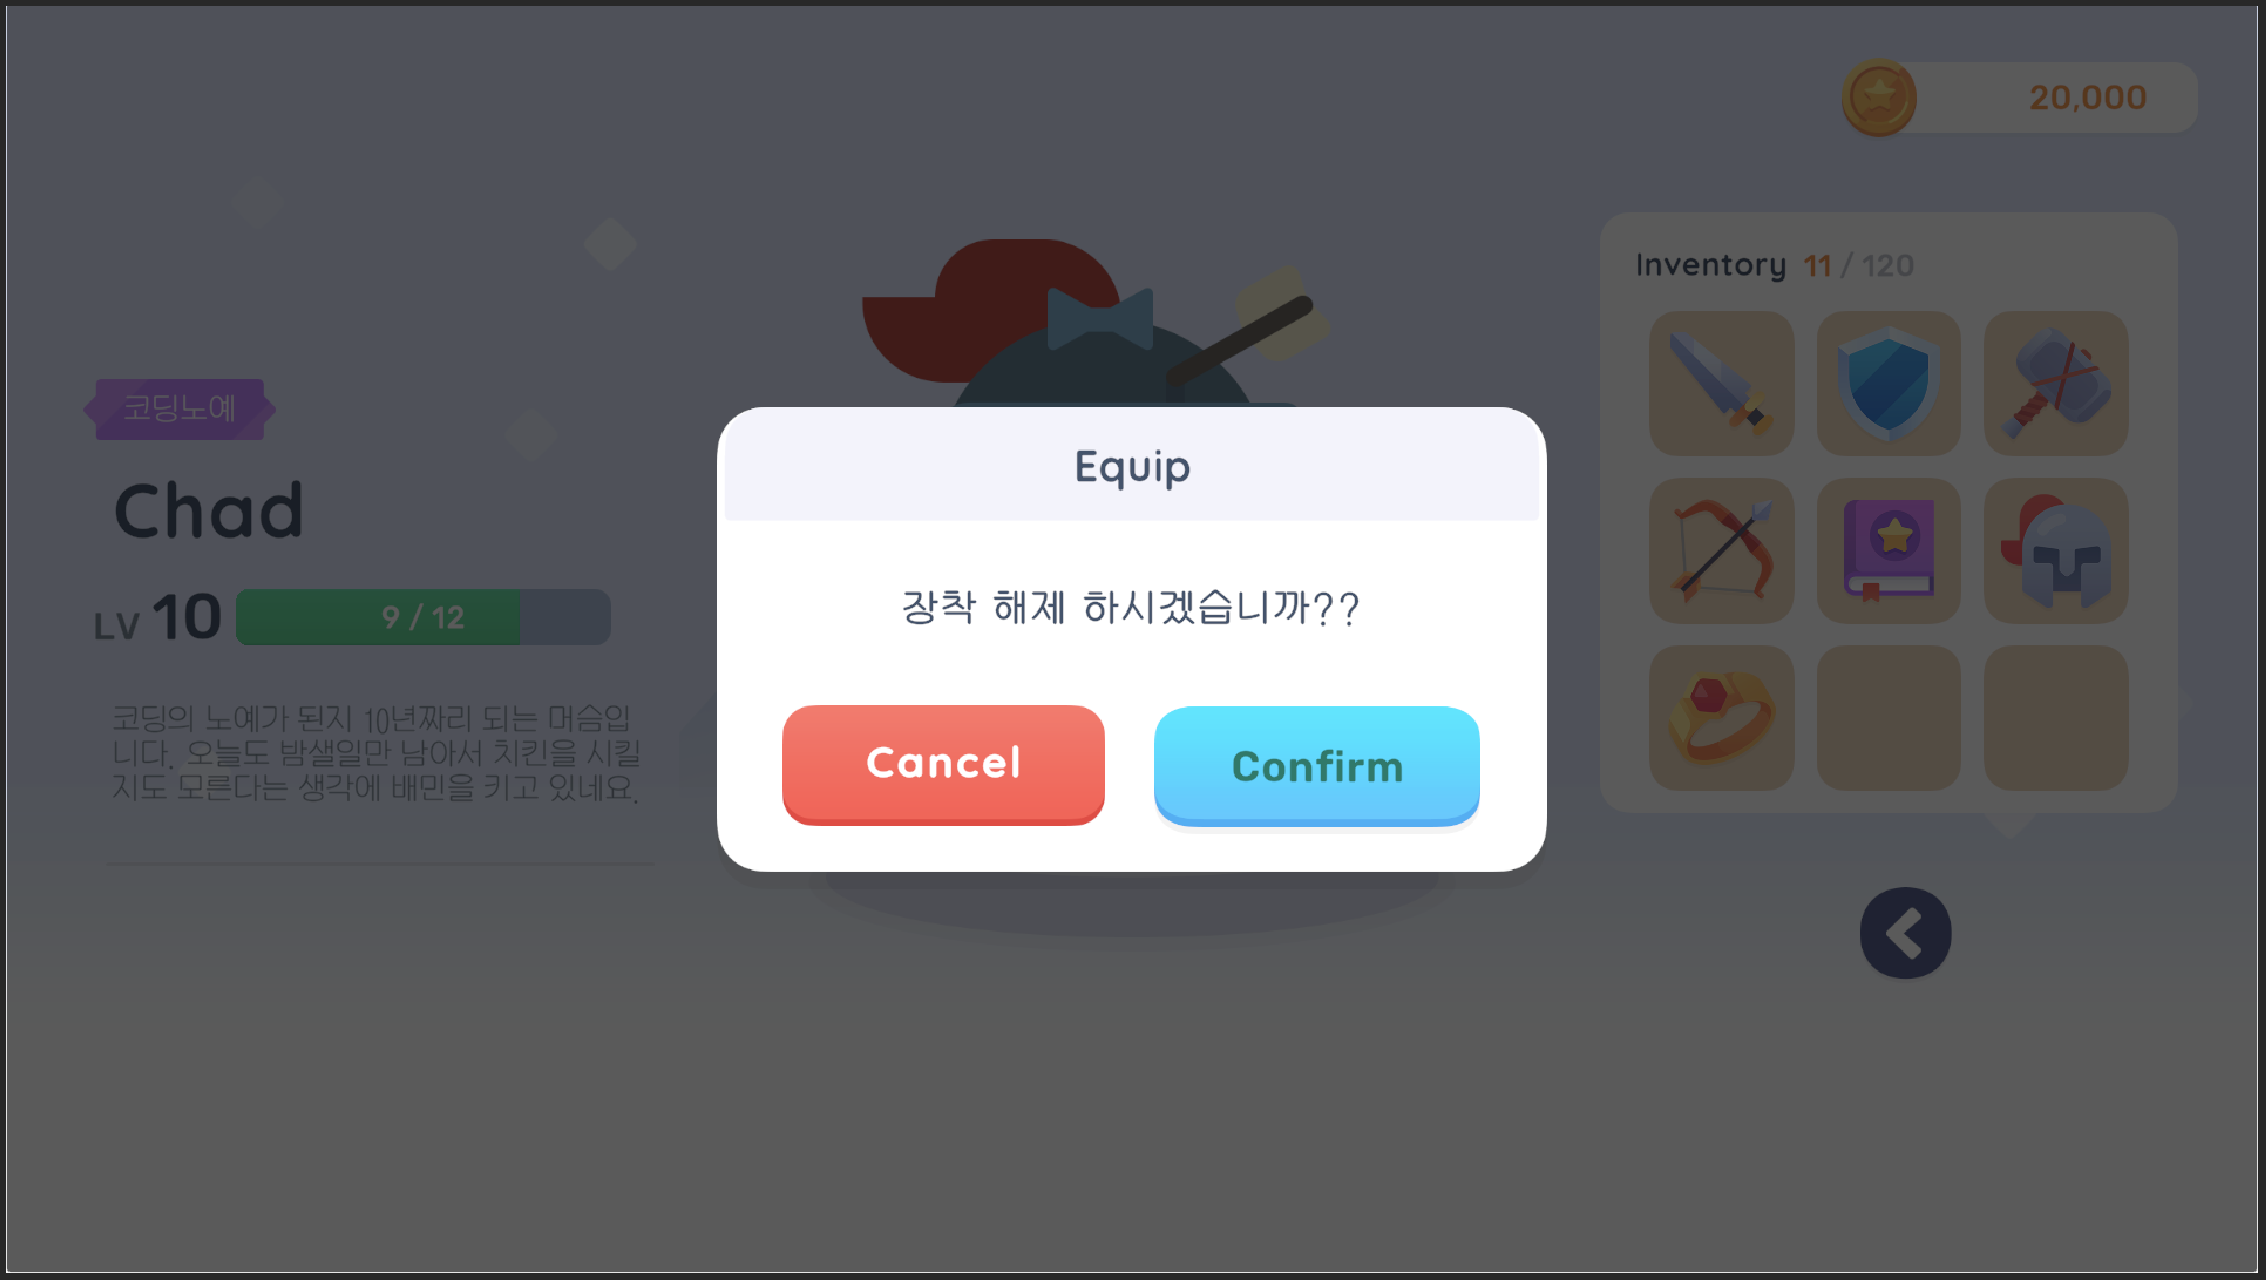 20,000
Inventory 11 / 120
코딩노예
Chad
LV 10 9 / 12
코딩의 노예가 된지 10년짜리 되는 머슴입
니다. 오늘도 밤샐일만 남아서 치킨을 시킬
지도 모른다는 생각에 배민을 키고 있네요.
Equip
장착 해제 하시겠습니까??
Cancel
Confirm